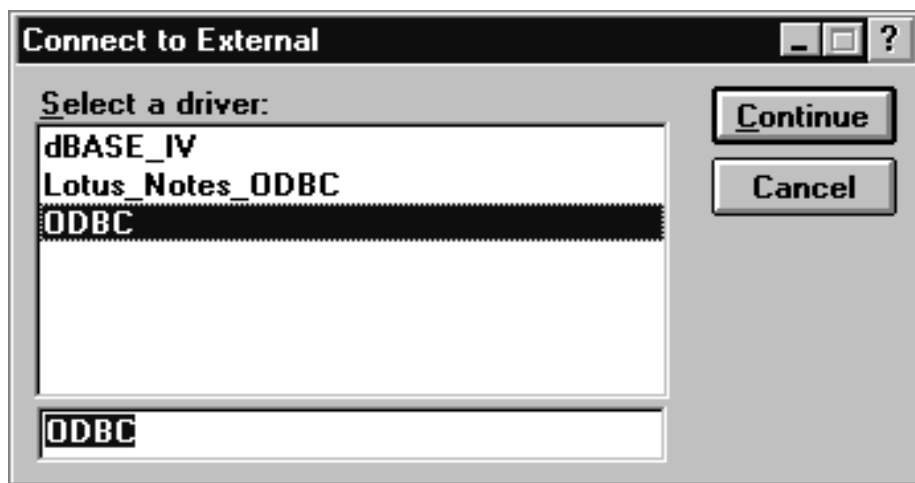 Connect to External
?
Select a driver:
dBASE_IV
Lotus_Notes_ODBC
ODBC
ODBC
Continue
Cancel